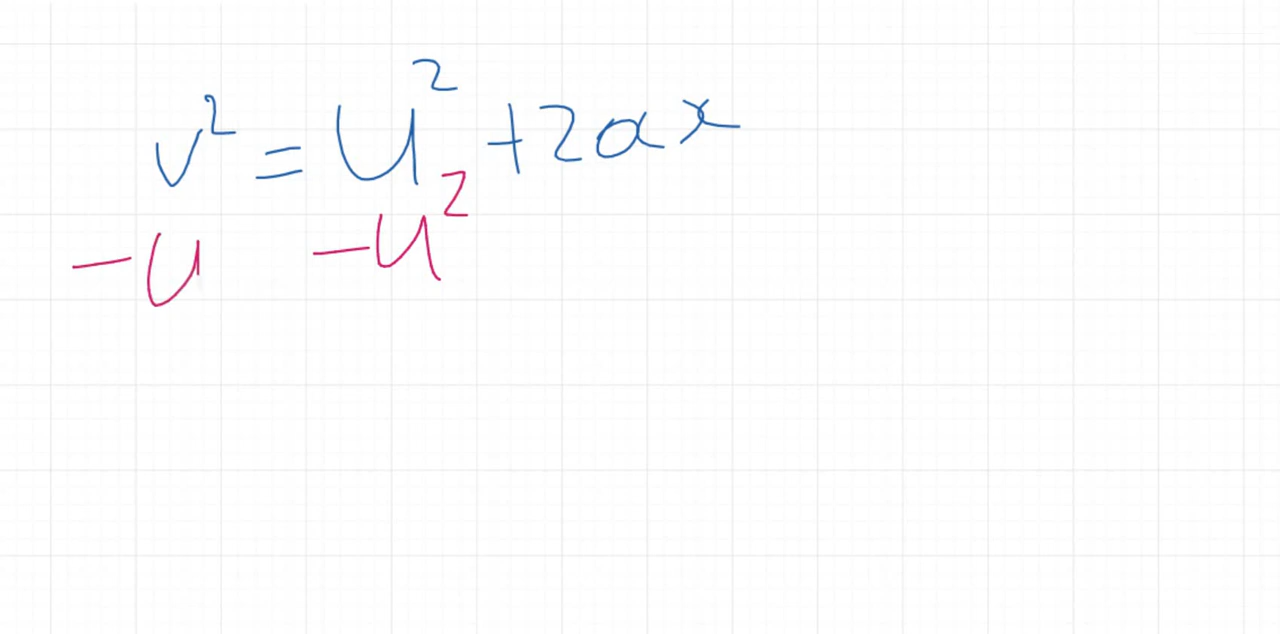 v² = u² + 2ax
-u -u²